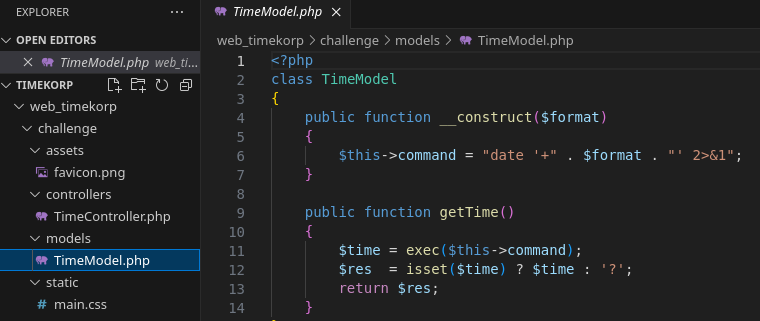 EXPLORER ...
OPEN EDITORS
TimeModel.php web_ti...
TIMEKORP
web_timekorp
challenge
assets
favicon.png
controllers
TimeController.php
models
TimeModel.php
static
# main.css
TimeModel.php
web_timekorp > challenge > models > TimeModel.php
1 <?php
2 class TimeModel
3 {
4     public function __construct($format)
5     {
6         $this->command = "date '+" . $format . "' 2>&1";
7     }
8
9     public function getTime()
10     {
11         $time = exec($this->command);
12         $res  = isset($time) ? $time : '?';
13         return $res;
14     }